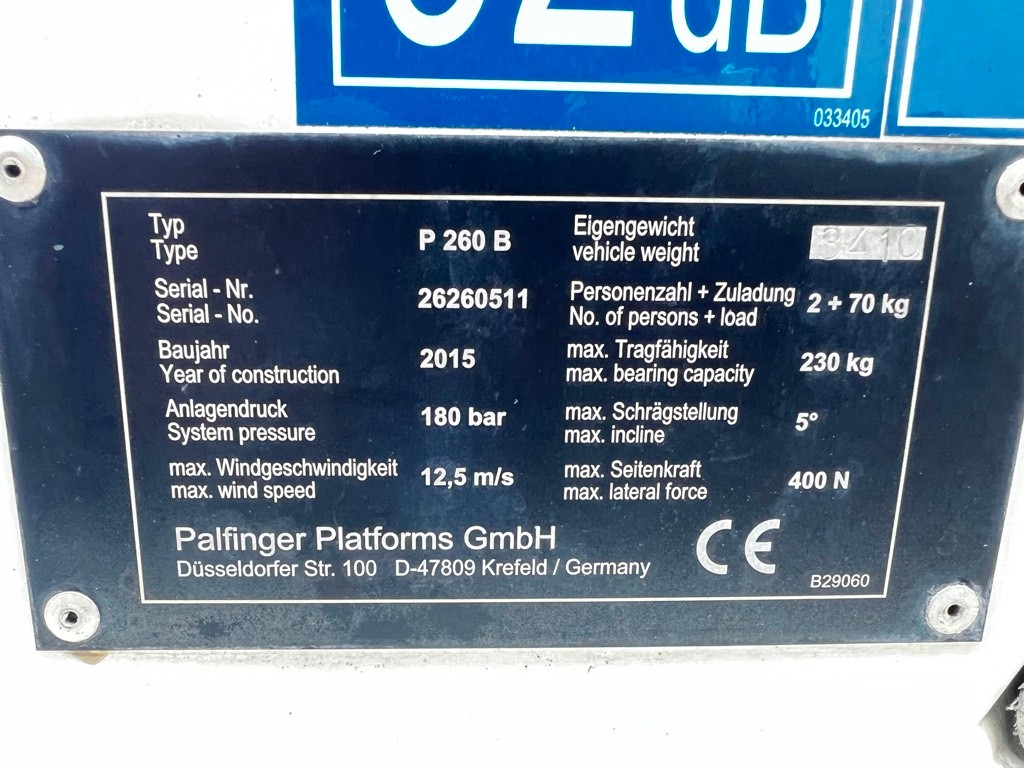 dB
033405
Typ
Type
P 260 B
Serial - Nr.
Serial - No.
26260511
Baujahr
Year of construction
2015
Anlagendruck
System pressure
180 bar
max. Windgeschwindigkeit
max. wind speed
12,5 m/s
Eigengewicht
vehicle weight
3410
Personenzahl + Zuladung
No. of persons + load
2 + 70 kg
max. Tragfähigkeit
max. bearing capacity
230 kg
max. Schrägstellung
max. incline
5°
max. Seitenkraft
max. lateral force
400 N
Palfinger Platforms GmbH
Düsseldorfer Str. 100 D-47809 Krefeld / Germany
CE
B29060